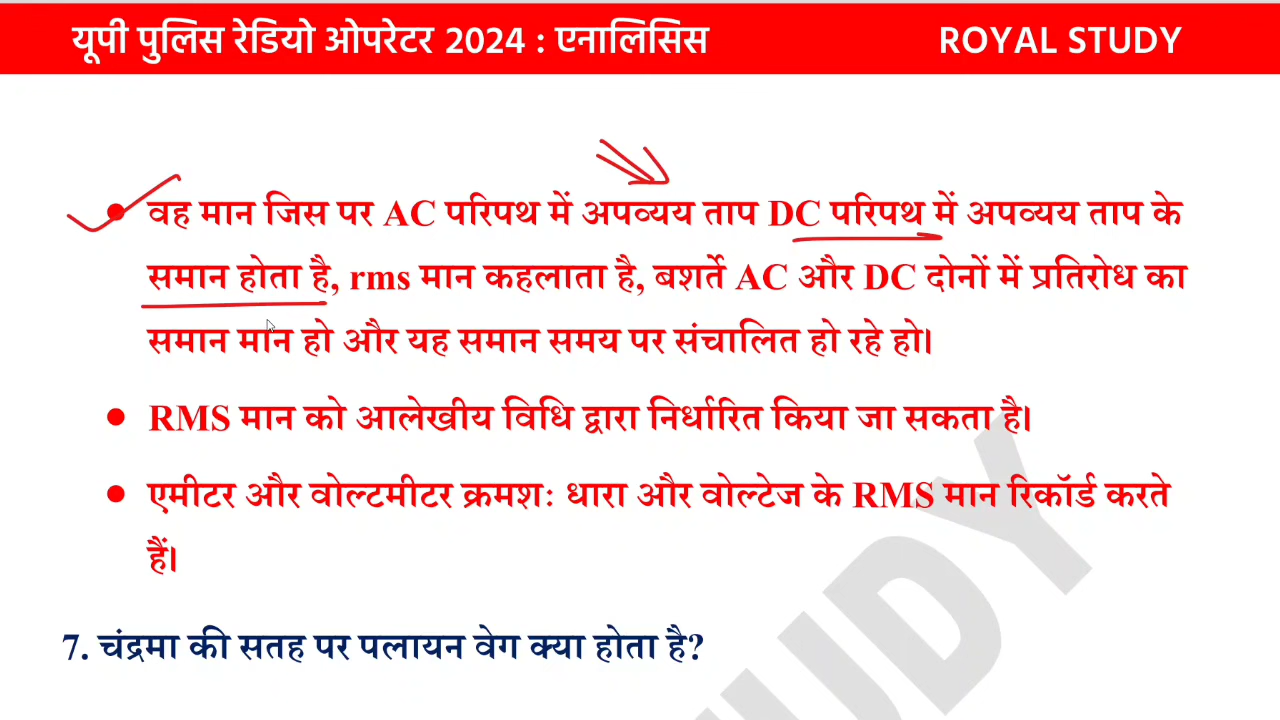 यूपी पुलिस रेडियो ओपरेटर 2024 : एनालिसिस
ROYAL STUDY
वह मान जिस पर AC परिपथ में अपव्यय ताप DC परिपथ में अपव्यय ताप के
समान होता है, rms मान कहलाता है, बशर्ते AC और DC दोनों में प्रतिरोध का
समान मान हो और यह समान समय पर संचालित हो रहे हो।
RMS मान को आलेखीय विधि द्वारा निर्धारित किया जा सकता है।
एमीटर और वोल्टमीटर क्रमश: धारा और वोल्टेज के RMS मान रिकॉर्ड करते
हैं।
7. चंद्रमा की सतह पर पलायन वेग क्या होता है?
STUDY